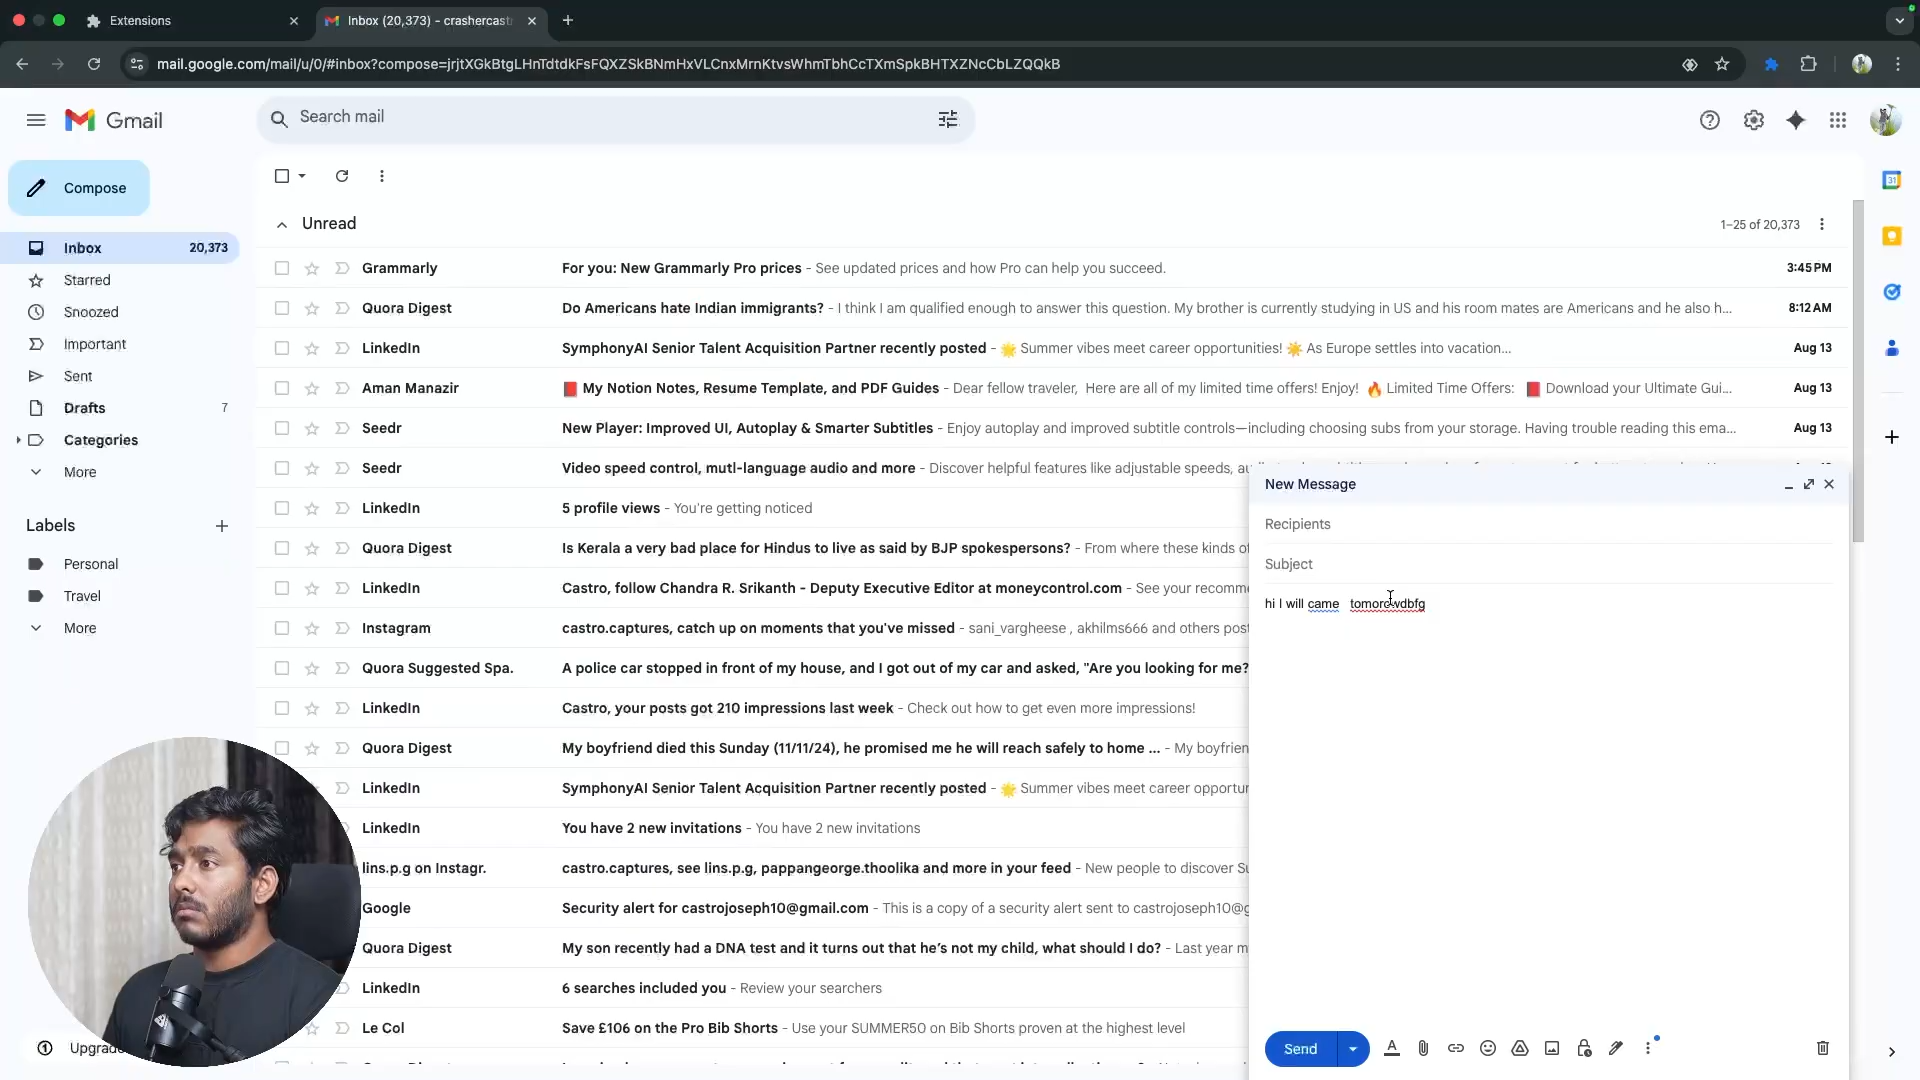 Extensions
Inbox (20,373) - crashercast
mail.google.com/mail/u/0/#inbox?compose=jrjtXGkBtgLHnTdtdkFsFQXZSkBNmHxVLCnxMrnKtvsWhmTbhCcTXmSpkBHTXZNcCbLZQQkB
Gmail
Search mail
Compose
Inbox 20,373
Starred
Snoozed
Important
Sent
Drafts 7
Categories
More
Labels
Personal
Travel
More
Upgrade
Unread
1–25 of 20,373
Grammarly For you: New Grammarly Pro prices - See updated prices and how Pro can help you succeed. 3:45 PM
Quora Digest Do Americans hate Indian immigrants? - I think I am qualified enough to answer this question. My brother is currently studying in US and his room mates are Americans and he also h... 8:12 AM
LinkedIn SymphonyAI Senior Talent Acquisition Partner recently posted - 🌟 Summer vibes meet career opportunities! ☀️ As Europe settles into vacation... Aug 13
Aman Manazir 📕 My Notion Notes, Resume Template, and PDF Guides - Dear fellow traveler, Here are all of my limited time offers! Enjoy! 🔥 Limited Time Offers: 📕 Download your Ultimate Gui... Aug 13
Seedr New Player: Improved UI, Autoplay & Smarter Subtitles - Enjoy autoplay and improved subtitle controls—including choosing subs from your storage. Having trouble reading this ema... Aug 13
Seedr Video speed control, mutl-language audio and more - Discover helpful features like adjustable speeds,
LinkedIn 5 profile views - You're getting noticed
Quora Digest Is Kerala a very bad place for Hindus to live as said by BJP spokespersons? - From where these kinds of
LinkedIn Castro, follow Chandra R. Srikanth - Deputy Executive Editor at moneycontrol.com - See your recomme
Instagram castro.captures, catch up on moments that you've missed - sani_vargheese , akhilms666 and others post
Quora Suggested Spa. A police car stopped in front of my house, and I got out of my car and asked, "Are you looking for me?
LinkedIn Castro, your posts got 210 impressions last week - Check out how to get even more impressions!
Quora Digest My boyfriend died this Sunday (11/11/24), he promised me he will reach safely to home ... - My boyfrien
LinkedIn SymphonyAI Senior Talent Acquisition Partner recently posted - 🌟 Summer vibes meet career opportur
LinkedIn You have 2 new invitations - You have 2 new invitations
lins.p.g on Instagr. castro.captures, see lins.p.g, pappangeorge.thoolika and more in your feed - New people to discover Su
Google Security alert for castrojoseph10@gmail.com - This is a copy of a security alert sent to castrojoseph10@g
Quora Digest My son recently had a DNA test and it turns out that he's not my child, what should I do? - Last year m
LinkedIn 6 searches included you - Review your searchers
Le Col Save £106 on the Pro Bib Shorts - Use your SUMMER50 on Bib Shorts proven at the highest level
New Message
Recipients
Subject
hi I will came tomorowdbfg
Send